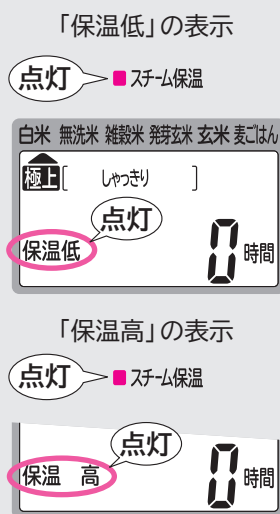 「保温低」の表示
点灯 ■スチーム保温
白米 無洗米 雑穀米 発芽玄米 玄米 麦ごはん
極上[ しゃっきり ]
点灯
保温低 0時間
「保温高」の表示
点灯 ■スチーム保温
点灯
保温 高 0時間